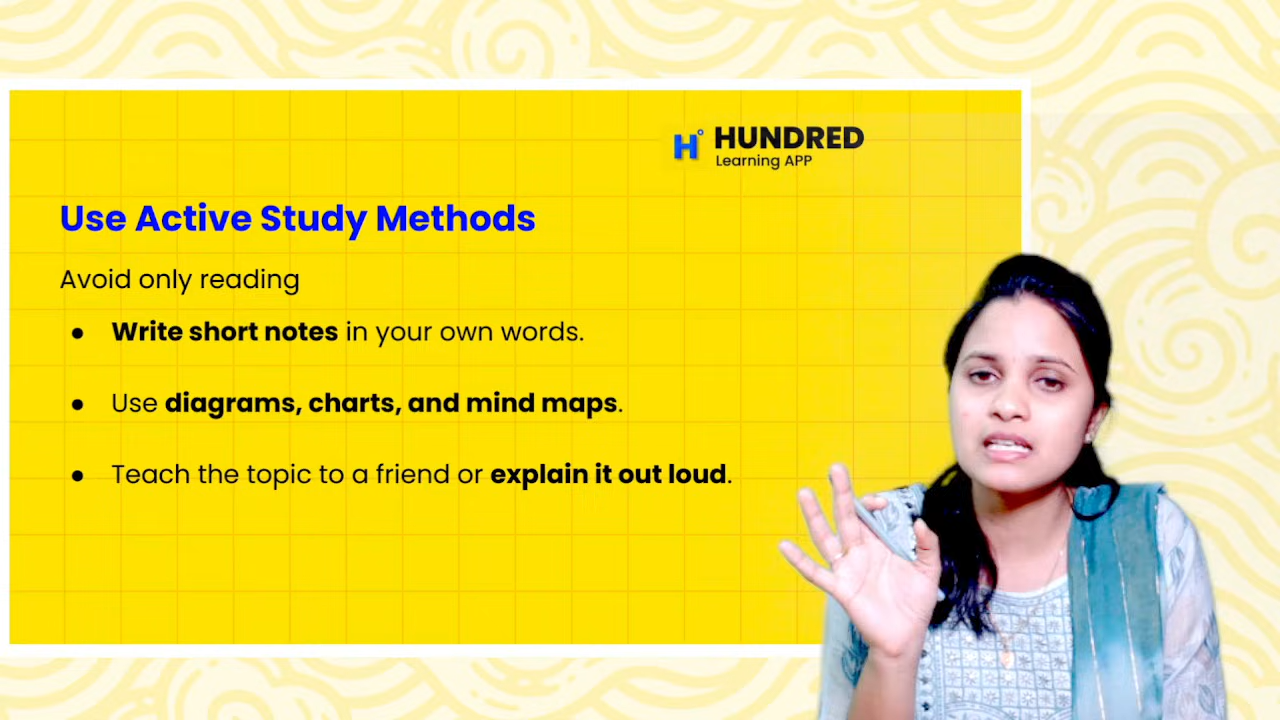 H° HUNDRED
Learning APP
Use Active Study Methods
Avoid only reading
● Write short notes in your own words.
● Use diagrams, charts, and mind maps.
● Teach the topic to a friend or explain it out loud.